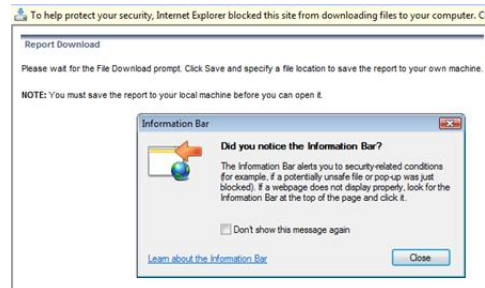 To help protect your security, Internet Explorer blocked this site from downloading files to your computer. C
Report Download
Please wait for the File Download prompt. Click Save and specify a file location to save the report to your own machine.
NOTE: You must save the report to your local machine before you can open it.
Information Bar
Did you notice the Information Bar?
The Information Bar alerts you to security-related conditions
(for example, if a potentially unsafe file or pop-up was just
blocked). If a webpage does not display properly, look for the
Information Bar at the top of the page and click it.
Don't show this message again
Learn about the Information Bar
Close